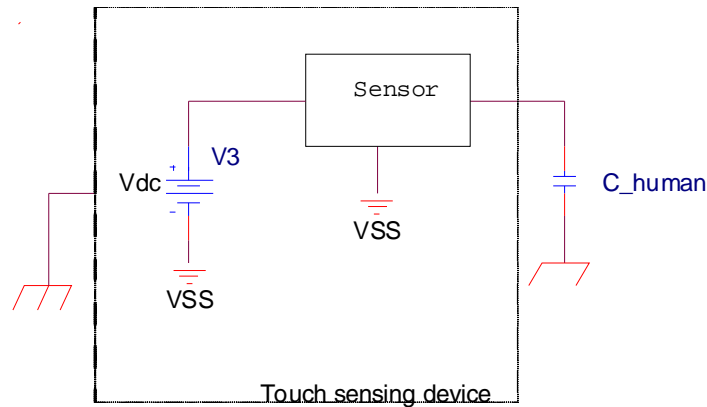 Sensor
V3
Vdc
+
-
C_human
VSS
VSS
Touch sensing device